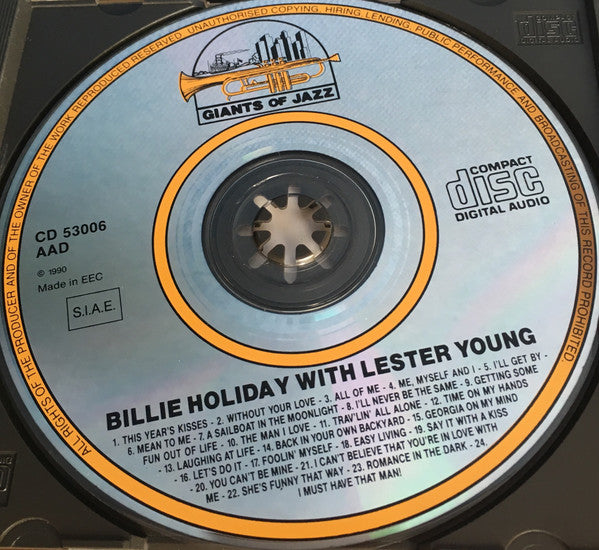 ALL RIGHTS OF THE PRODUCER AND OF THE OWNER OF THE WORK REPRODUCED RESERVED UNAUTHORISED COPYING, HIRING, LENDING, PUBLIC PERFORMANCE AND BROADCASTING OF THIS RECORD PROHIBITED
GIANTS OF JAZZ
COMPACT
disc
DIGITAL AUDIO
CD 53006
AAD
© 1990
Made in EEC
S.I.A.E.
BILLIE HOLIDAY WITH LESTER YOUNG
1. THIS YEAR'S KISSES - 2. WITHOUT YOUR LOVE - 3. ALL OF ME - 4. ME, MYSELF AND I - 5. I'LL GET BY -
6. MEAN TO ME - 7. A SAILBOAT IN THE MOONLIGHT - 8. I'LL NEVER BE THE SAME - 9. GETTING SOME
FUN OUT OF LIFE - 10. THE MAN I LOVE - 11. TRAV'LIN' ALL ALONE - 12. TIME ON MY HANDS
- 13. LAUGHING AT LIFE - 14. BACK IN YOUR OWN BACKYARD - 15. GEORGIA ON MY MIND
- 16. LET'S DO IT - 17. FOOLIN' MYSELF - 18. EASY LIVING - 19. SAY IT WITH A KISS
- 20. YOU CAN'T BE MINE - 21. I CAN'T BELIEVE THAT YOU'RE IN LOVE WITH
ME - 22. SHE'S FUNNY THAT WAY - 23. ROMANCE IN THE DARK - 24.
I MUST HAVE THAT MAN!